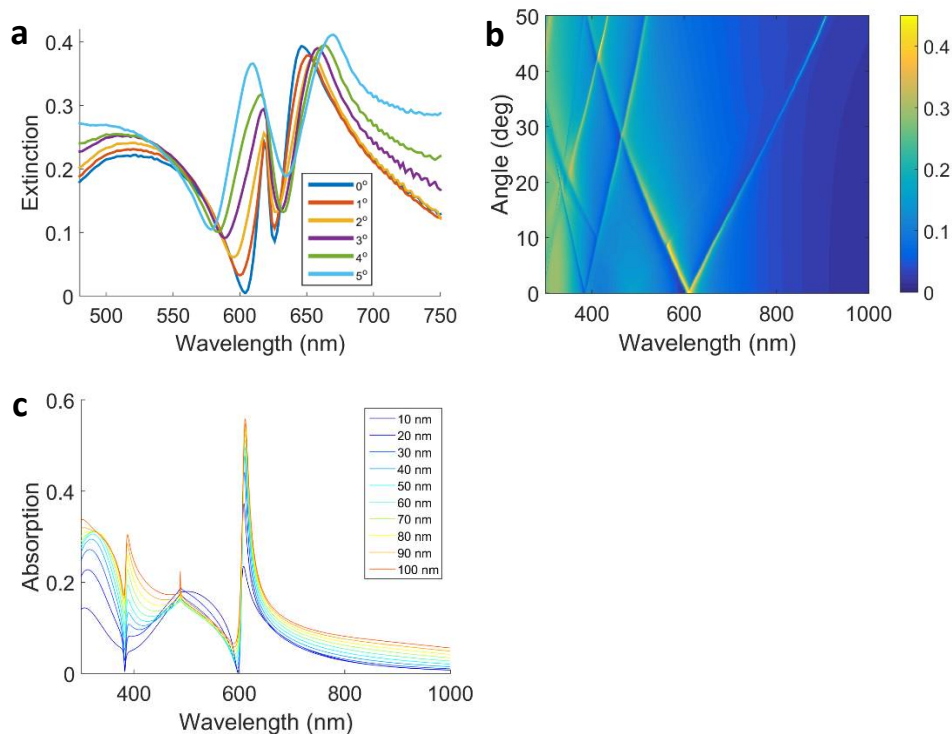 a
Extinction
0.4
0.3
0.2
0.1
0
500
550
600
650
700
750
Wavelength (nm)
0°
1°
2°
3°
4°
5°
b
Angle (deg)
50
40
30
20
10
0
400
600
800
1000
Wavelength (nm)
0.4
0.3
0.2
0.1
0
c
Absorption
0.6
0.4
0.2
0
400
600
800
1000
Wavelength (nm)
10 nm
20 nm
30 nm
40 nm
50 nm
60 nm
70 nm
80 nm
90 nm
100 nm